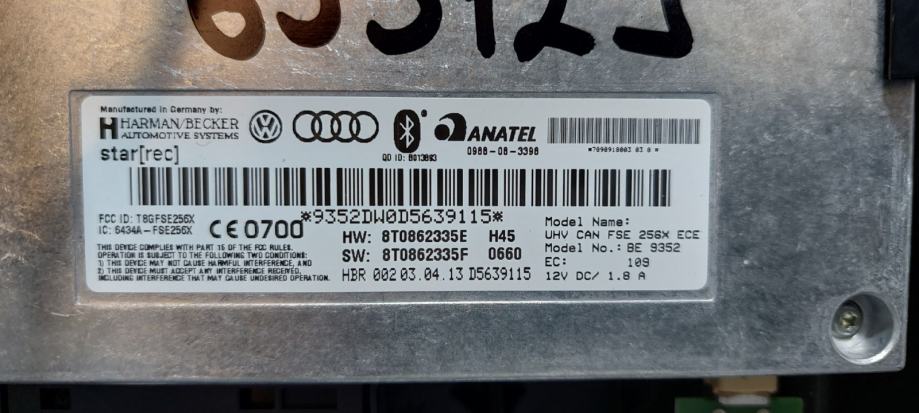 Manufactured in Germany by:
HARMAN/BECKER
AUTOMOTIVE SYSTEMS
star[rec]
QD ID: B013893
ANATEL
0988-08-3398
FCC ID: T8GFSE256X
IC: 6434A-FSE256X
CE 0700
*9352DW0D5639115*
HW: 8T0862335E H45
SW: 8T0862335F 0660
HBR 002 03.04.13 D5639115
THIS DEVICE COMPLIES WITH PART 15 OF THE FCC RULES.
OPERATION IS SUBJECT TO THE FOLLOWING TWO CONDITIONS:
1) THIS DEVICE MAY NOT CAUSE HARMFUL INTERFERENCE, AND
2) THIS DEVICE MUST ACCEPT ANY INTERFERENCE RECEIVED,
INCLUDING INTERFERENCE THAT MAY CAUSE UNDESIRED OPERATION.
Model Name:
UHV CAN FSE 256X ECE
Model No.: BE 9352
EC: 109
12V DC/ 1.8 A